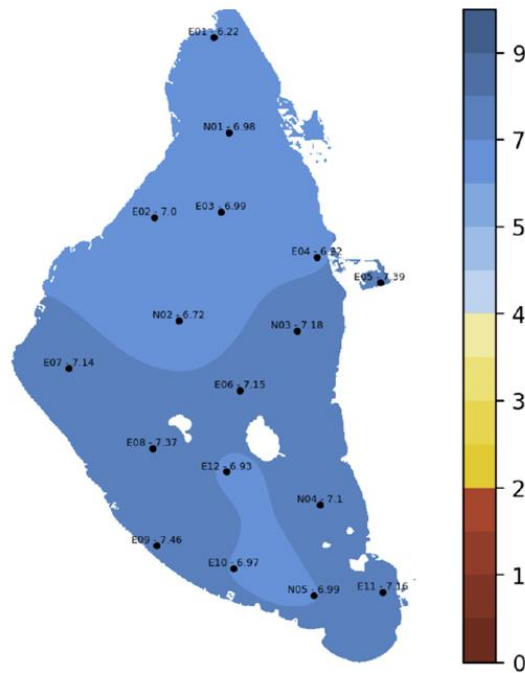 E01 - 6.22
N01 - 6.98
E02 - 7.0
E03 - 6.99
E04 - 6.92
E05 - 7.39
N02 - 6.72
N03 - 7.18
E07 - 7.14
E06 - 7.15
E08 - 7.37
E12 - 6.93
N04 - 7.1
E09 - 7.46
E10 - 6.97
N05 - 6.99
E11 - 7.16
9
7
5
4
3
2
1
0